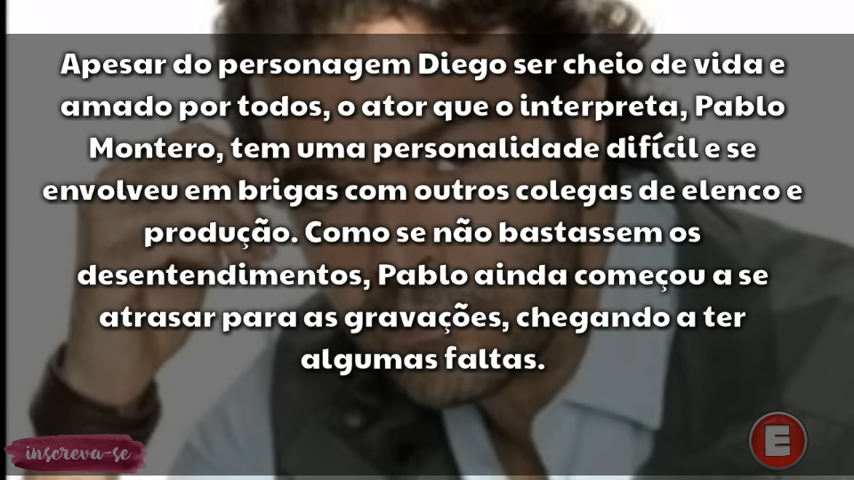 Apesar do personagem Diego ser cheio de vida e
amado por todos, o ator que o interpreta, Pablo
Montero, tem uma personalidade difícil e se
envolveu em brigas com outros colegas de elenco e
produção. Como se não bastassem os
desentendimentos, Pablo ainda começou a se
atrasar para as gravações, chegando a ter
algumas faltas.
inscreva-se
E